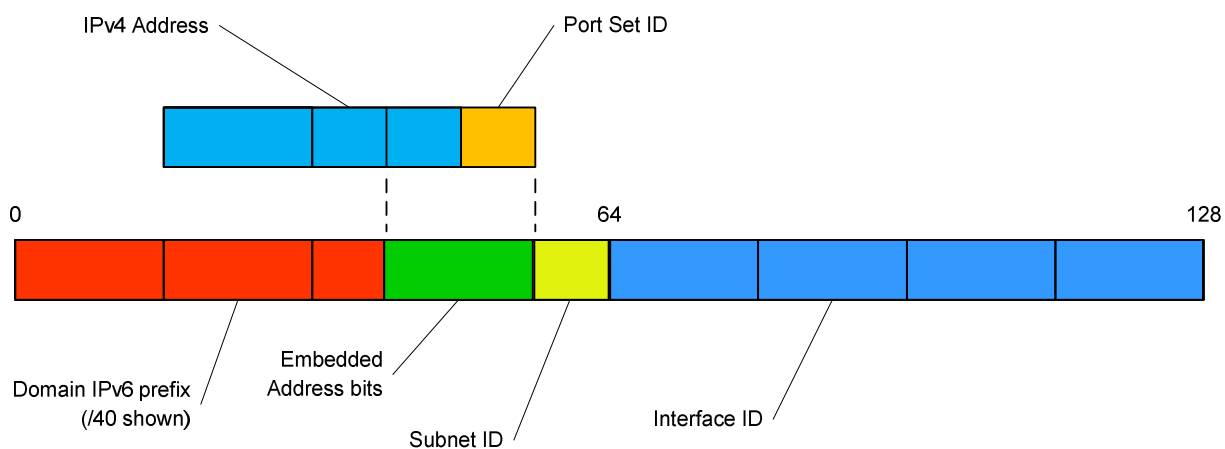 IPv4 Address
Port Set ID
0
64
128
Embedded
Address bits
Domain IPv6 prefix
(/40 shown)
Subnet ID
Interface ID